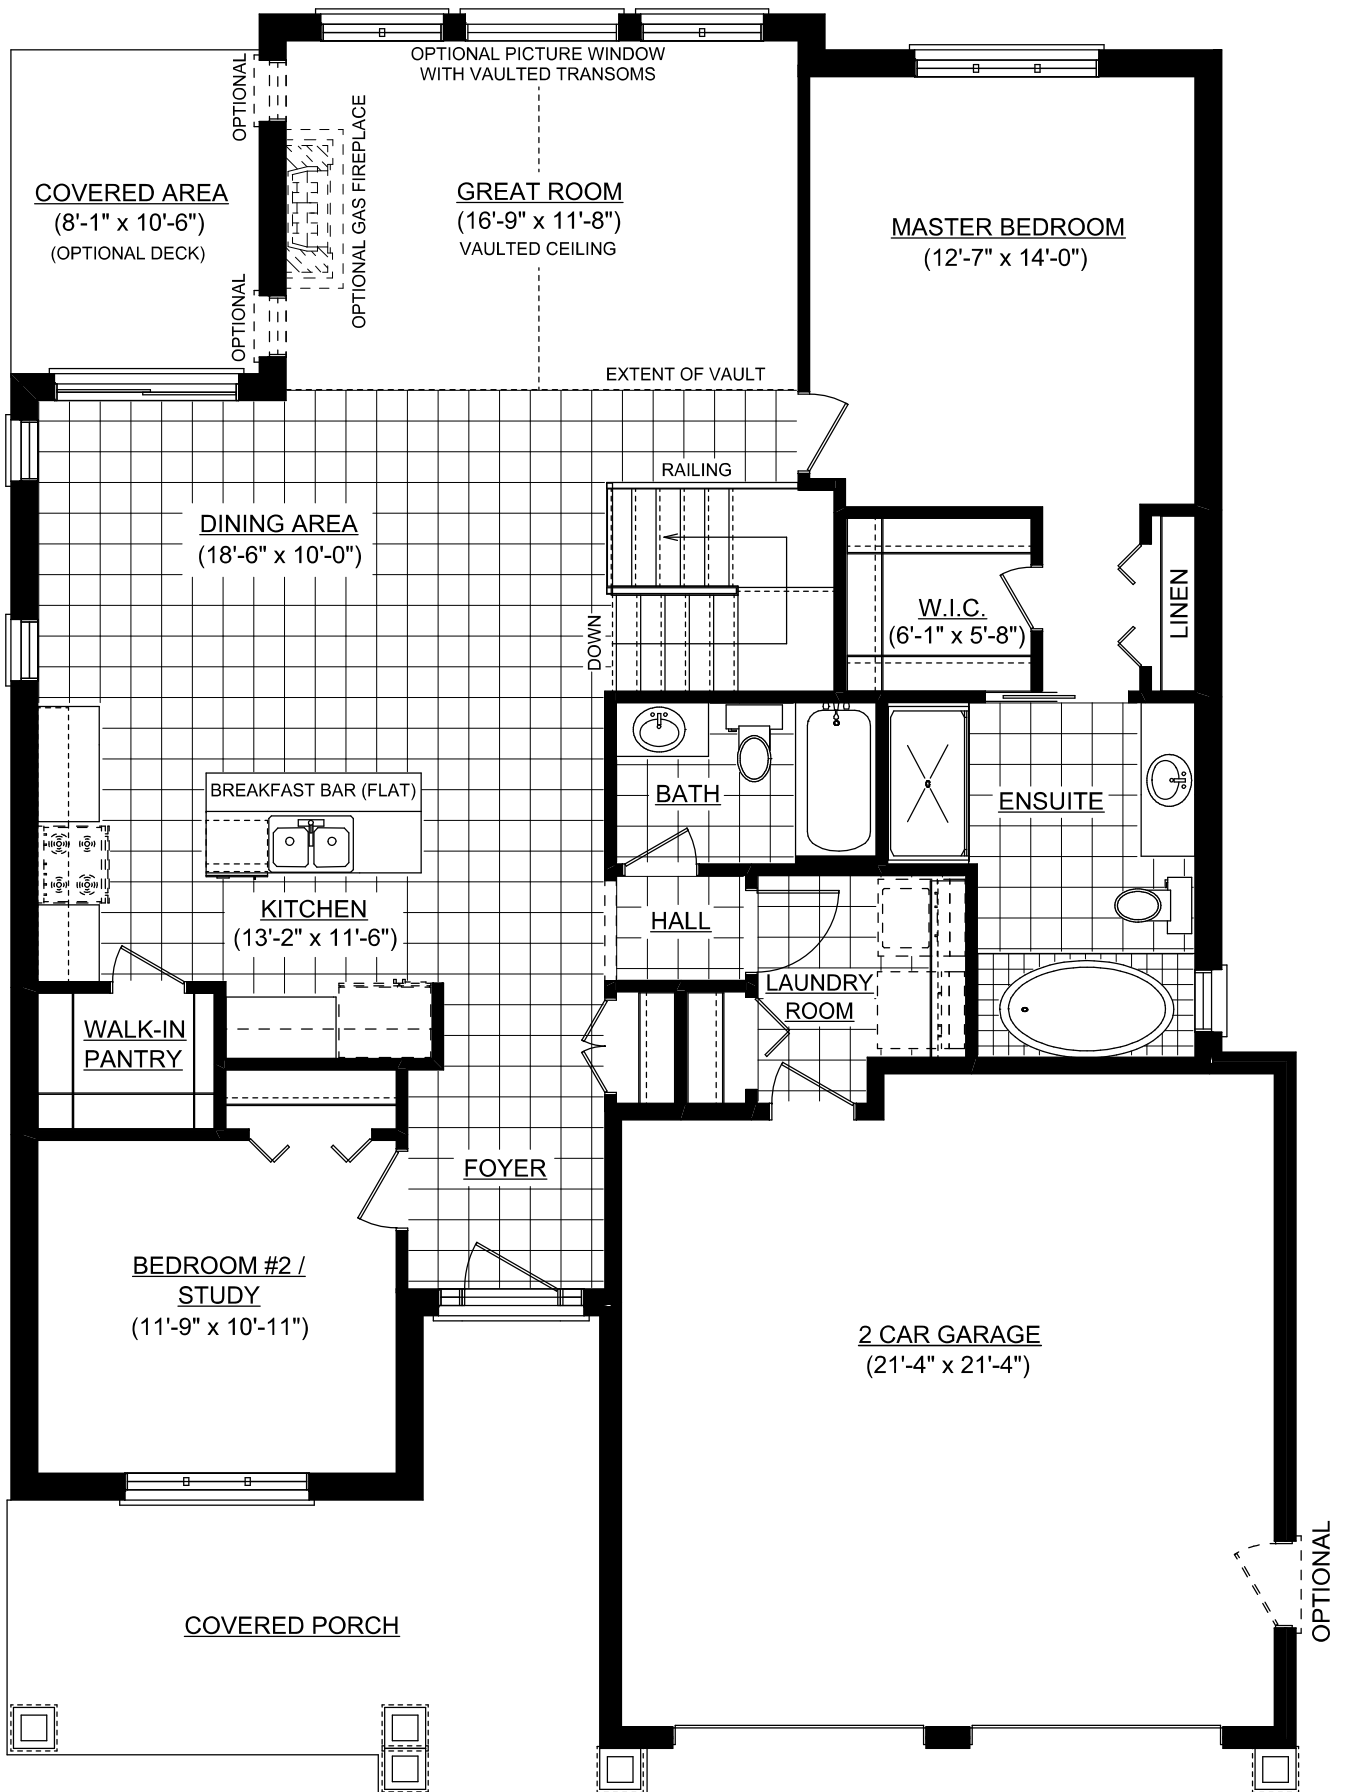 OPTIONAL PICTURE WINDOW
WITH VAULTED TRANSOMS
OPTIONAL
OPTIONAL GAS FIREPLACE
COVERED AREA
(8'-1" x 10'-6")
(OPTIONAL DECK)
GREAT ROOM
(16'-9" x 11'-8")
VAULTED CEILING
MASTER BEDROOM
(12'-7" x 14'-0")
OPTIONAL
EXTENT OF VAULT
RAILING
DINING AREA
(18'-6" x 10'-0")
DOWN
W.I.C.
(6'-1" x 5'-8")
LINEN
BREAKFAST BAR (FLAT)
BATH
ENSUITE
KITCHEN
(13'-2" x 11'-6")
HALL
LAUNDRY
ROOM
WALK-IN
PANTRY
FOYER
BEDROOM #2 /
STUDY
(11'-9" x 10'-11")
2 CAR GARAGE
(21'-4" x 21'-4")
OPTIONAL
COVERED PORCH